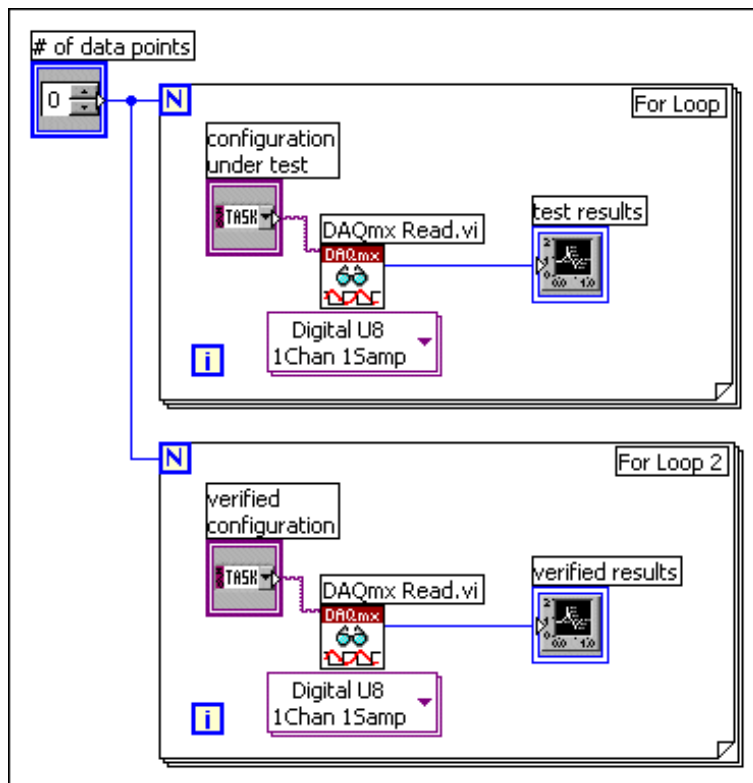 # of data points
0
N
For Loop
configuration
under test
TASK
DAQmx Read.vi
DAQmx
test results
Digital U8
1Chan 1Samp
i
N
For Loop 2
verified
configuration
TASK
DAQmx Read.vi
DAQmx
verified results
Digital U8
1Chan 1Samp
i